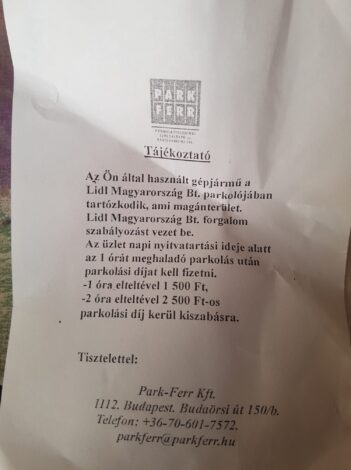 PARK
FERR
Tájékoztató
Az Ön által használt gépjármű a
Lidl Magyarország Bt. parkolójában
tartózkodik, ami magánterület.
Lidl Magyarország Bt. forgalom
szabályozást vezet be.
Az üzlet napi nyitvatartási ideje alatt
az 1 órát meghaladó parkolás után
parkolási díjat kell fizetni.
-1 óra elteltével 1 500 Ft,
-2 óra elteltével 2 500 Ft-os
parkolási díj kerül kiszabásra.
Tisztelettel:
Park-Ferr Kft.
1112. Budapest. Budaörsi út 150/b.
Telefon: +36-70-601-7572.
parkferr@parkferr.hu